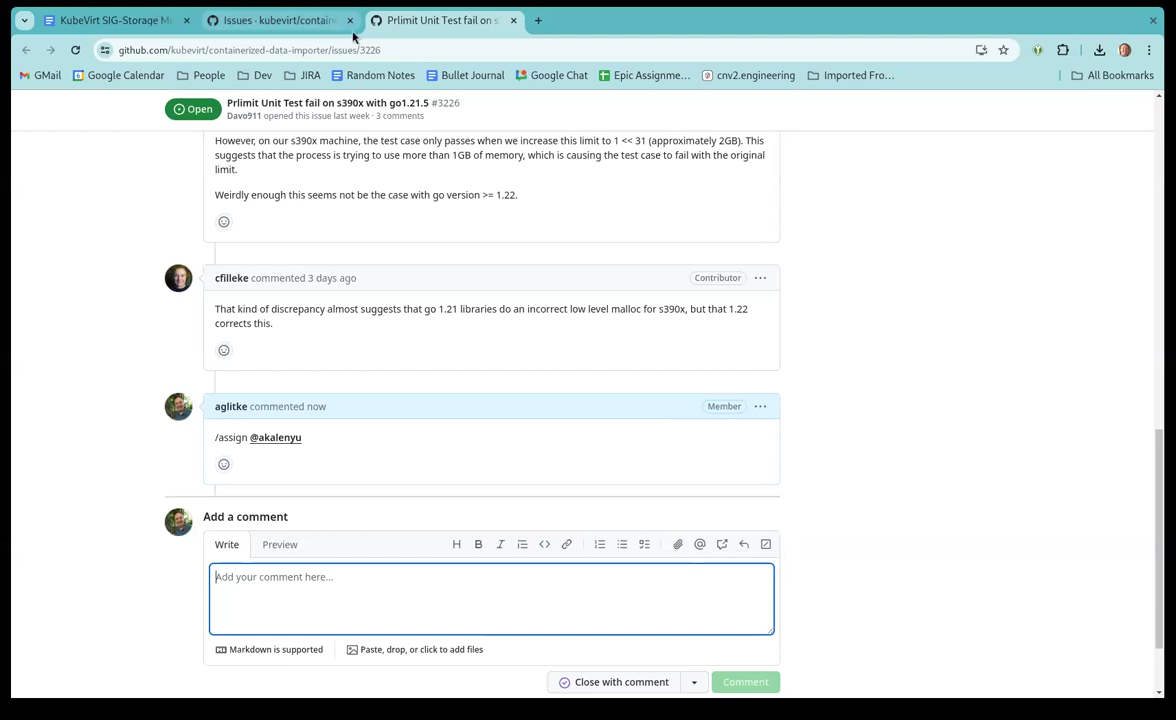 KubeVirt SIG-Storage Me
Issues · kubevirt/containe
Prlimit Unit Test fail on s
github.com/kubevirt/containerized-data-importer/issues/3226
GMail
Google Calendar
People
Dev
JIRA
Random Notes
Bullet Journal
Google Chat
Epic Assignme...
cnv2.engineering
Imported Fro...
All Bookmarks
Open
Prlimit Unit Test fail on s390x with go1.21.5 #3226
Davo911 opened this issue last week · 3 comments
However, on our s390x machine, the test case only passes when we increase this limit to 1 << 31 (approximately 2GB). This
suggests that the process is trying to use more than 1GB of memory, which is causing the test case to fail with the original
limit.
Weirdly enough this seems not be the case with go version >= 1.22.
cfilleke commented 3 days ago
Contributor
That kind of discrepancy almost suggests that go 1.21 libraries do an incorrect low level malloc for s390x, but that 1.22
corrects this.
aglitke commented now
Member
/assign @akalenyu
Add a comment
Write
Preview
Add your comment here...
Markdown is supported
Paste, drop, or click to add files
Close with comment
Comment